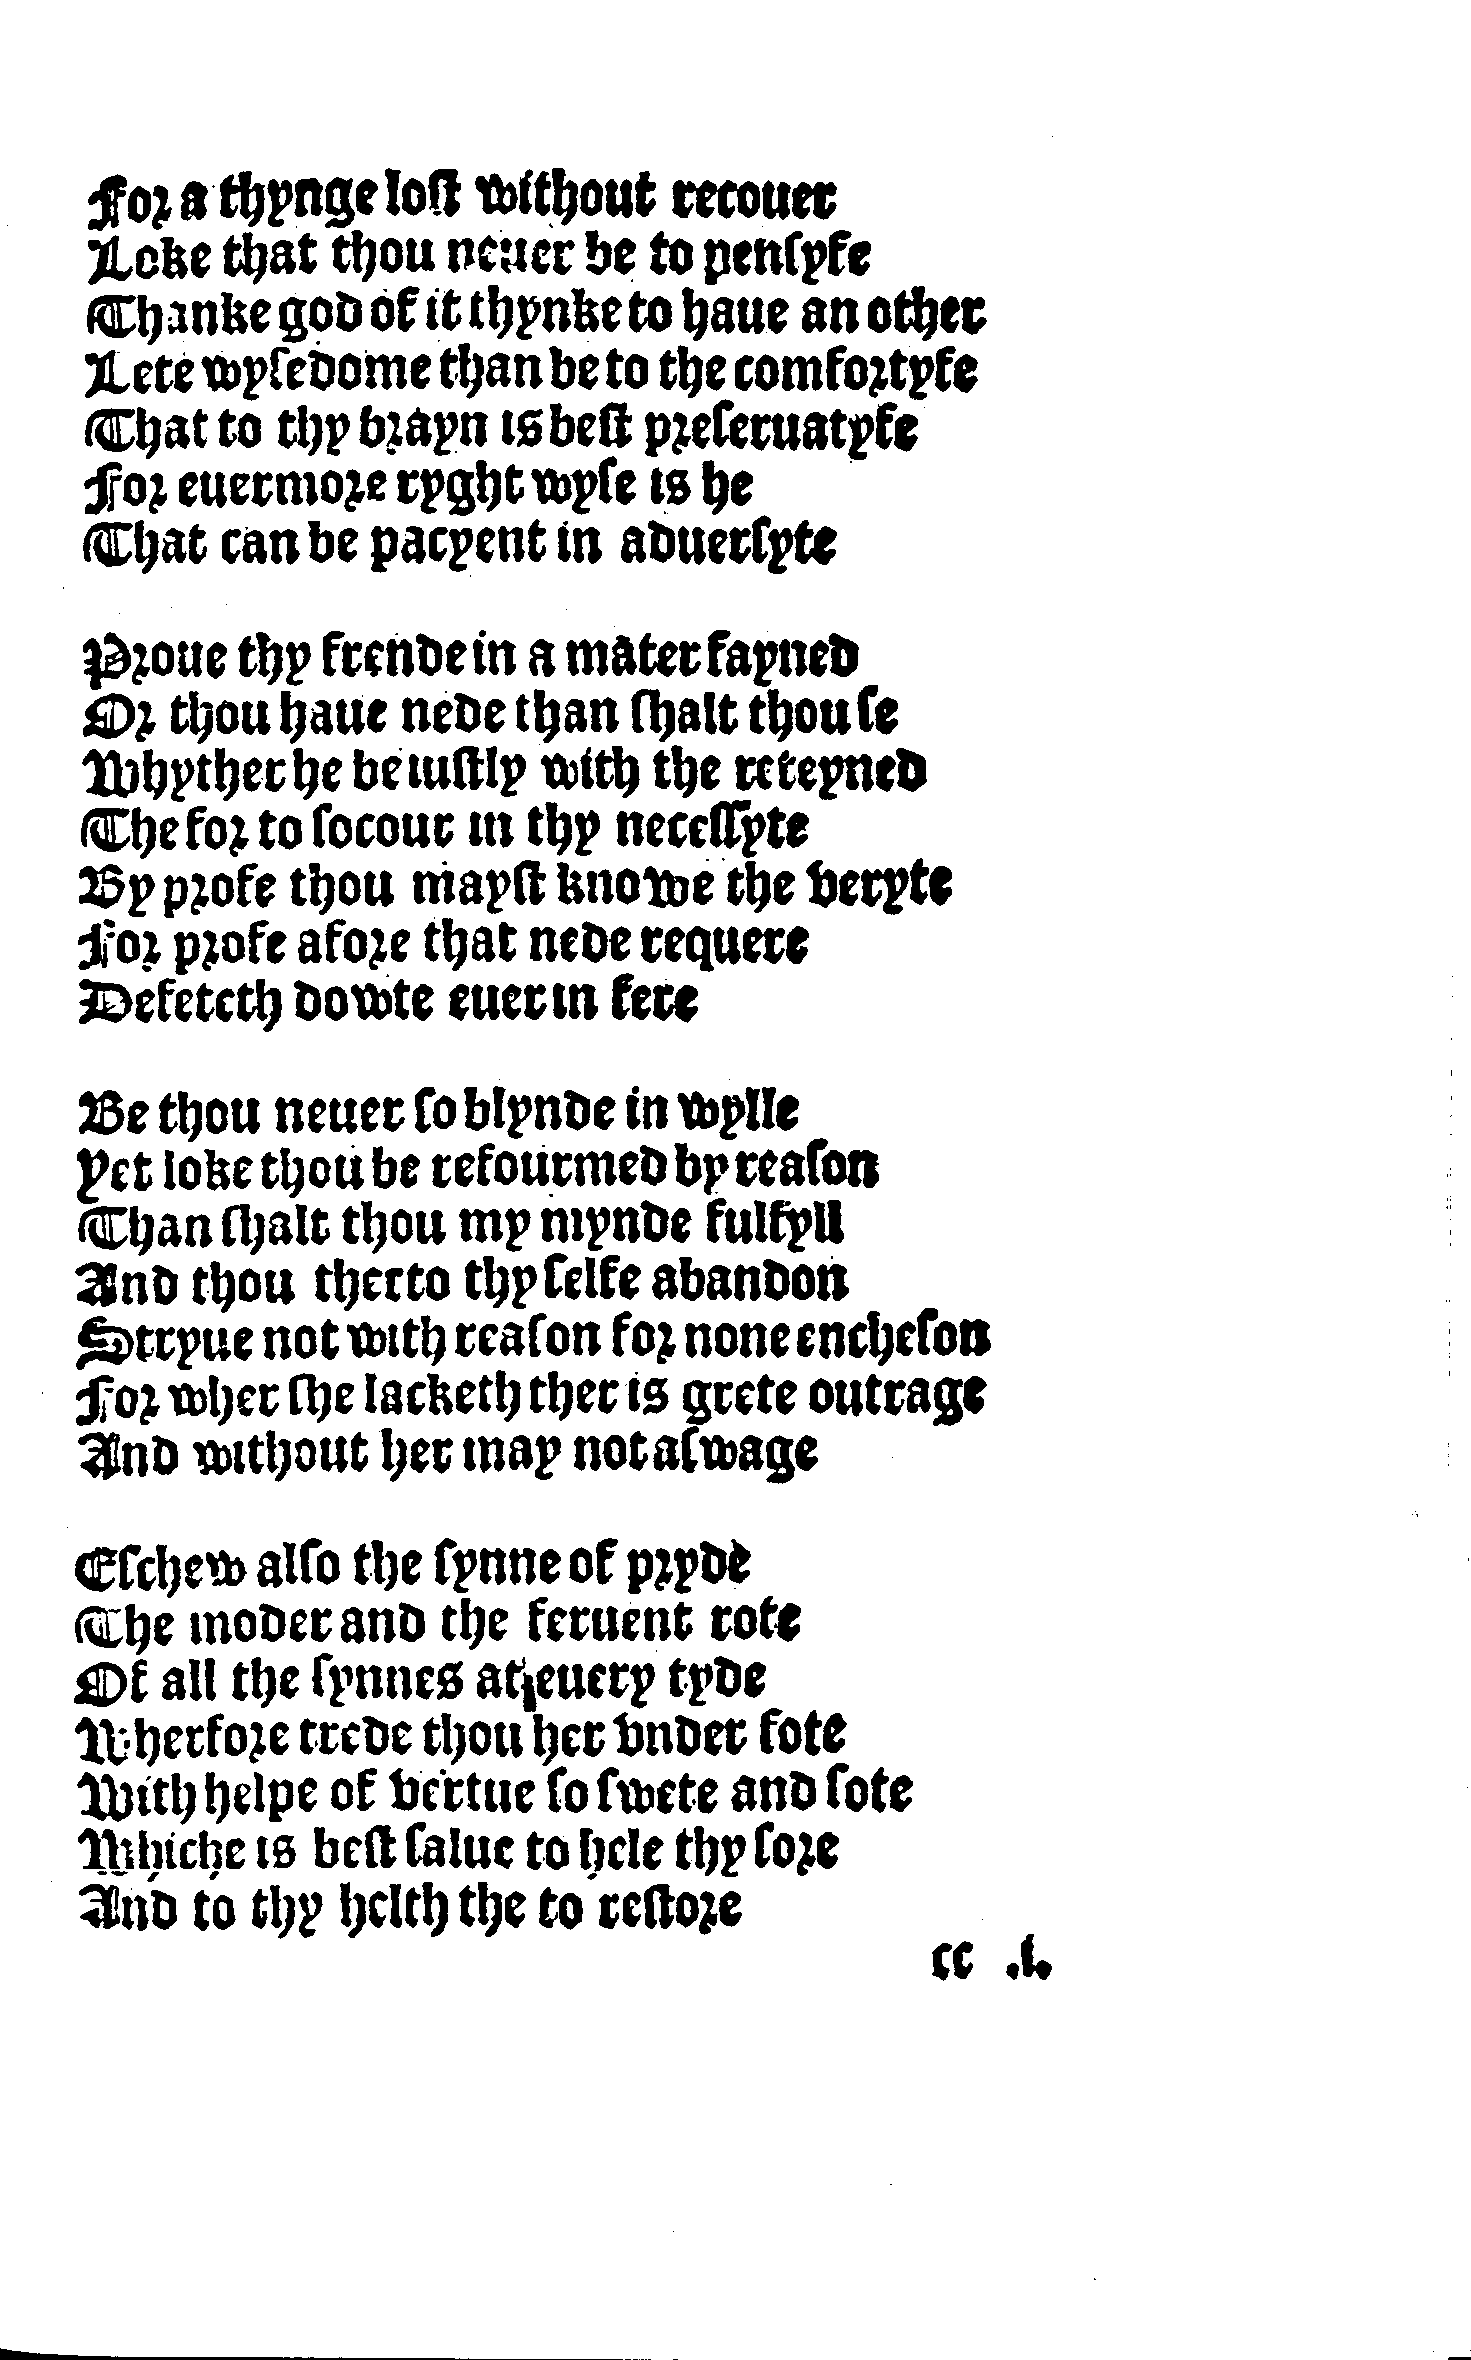 For a thynge lost without recouer
Loke that thou neuer be to pensyfe
Thanke god of it thynke to haue an other
Lete wysedome than be to the comfortyfe
That to thy brayn is best preseruatyfe
For euermore ryght wyse is he
That can be pacyent in aduersyte
Proue thy frende in a mater fayned
Or thou haue nede than shalt thou se
Whyther he be iustly with the reteyned
The for to socour in thy necessyte
By profe thou mayst knowe the veryte
For profe afore that nede requere
Defeteth dowte euer in fere
Be thou neuer so blynde in wylle
Yet loke thou be refourmed by reason
Than shalt thou my mynde fulfyll
And thou therto thy selfe abandon
Stryue not with reason for none encheson
For wher she lacketh ther is grete outrage
And without her may not aswage
Eschew also the synne of pryde
The moder and the feruent rote
Of all the synnes at euery tyde
Wherfore trede thou her vnder fote
With helpe of vertue so swete and sote
Whiche is best salue to hele thy sore
And to thy helth the to restore
cc .i.